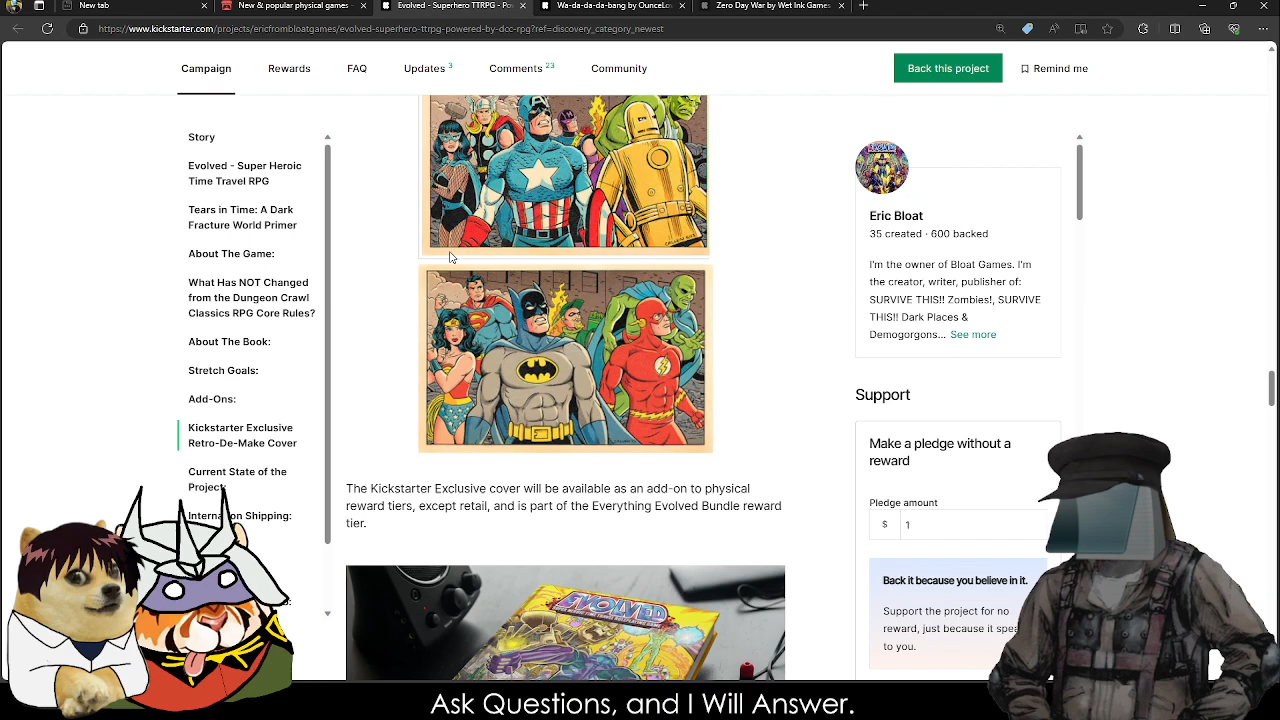 New tab
New & popular physical games -
Evolved - Superhero TTRPG - Po
Wa-da-da-da-bang by OunceLou
Zero Day War by Wet Ink Games
https://www.kickstarter.com/projects/ericfrombloatgames/evolved-superhero-ttrpg-powered-by-dcc-rpg?ref=discovery_category_newest
Campaign
Rewards
FAQ
Updates 3
Comments 23
Community
Back this project
Remind me
Story
Evolved - Super Heroic
Time Travel RPG
Tears in Time: A Dark
Fracture World Primer
About The Game:
What Has NOT Changed
from the Dungeon Crawl
Classics RPG Core Rules?
About The Book:
Stretch Goals:
Add-Ons:
Kickstarter Exclusive
Retro-De-Make Cover
Current State of the
Project:
Shipping:
The Kickstarter Exclusive cover will be available as an add-on to physical
reward tiers, except retail, and is part of the Everything Evolved Bundle reward
tier.
EVOLVED
Eric Bloat
35 created · 600 backed
I'm the owner of Bloat Games. I'm
the creator, writer, publisher of:
SURVIVE THIS!! Zombies!, SURVIVE
THIS!! Dark Places &
Demogorgons... See more
Support
Make a pledge without a
reward
Pledge amount
$ 1
Back it because you believe in it.
Support the project for no
reward, just because it spea
to you.
Ask Questions, and I Will Answer.